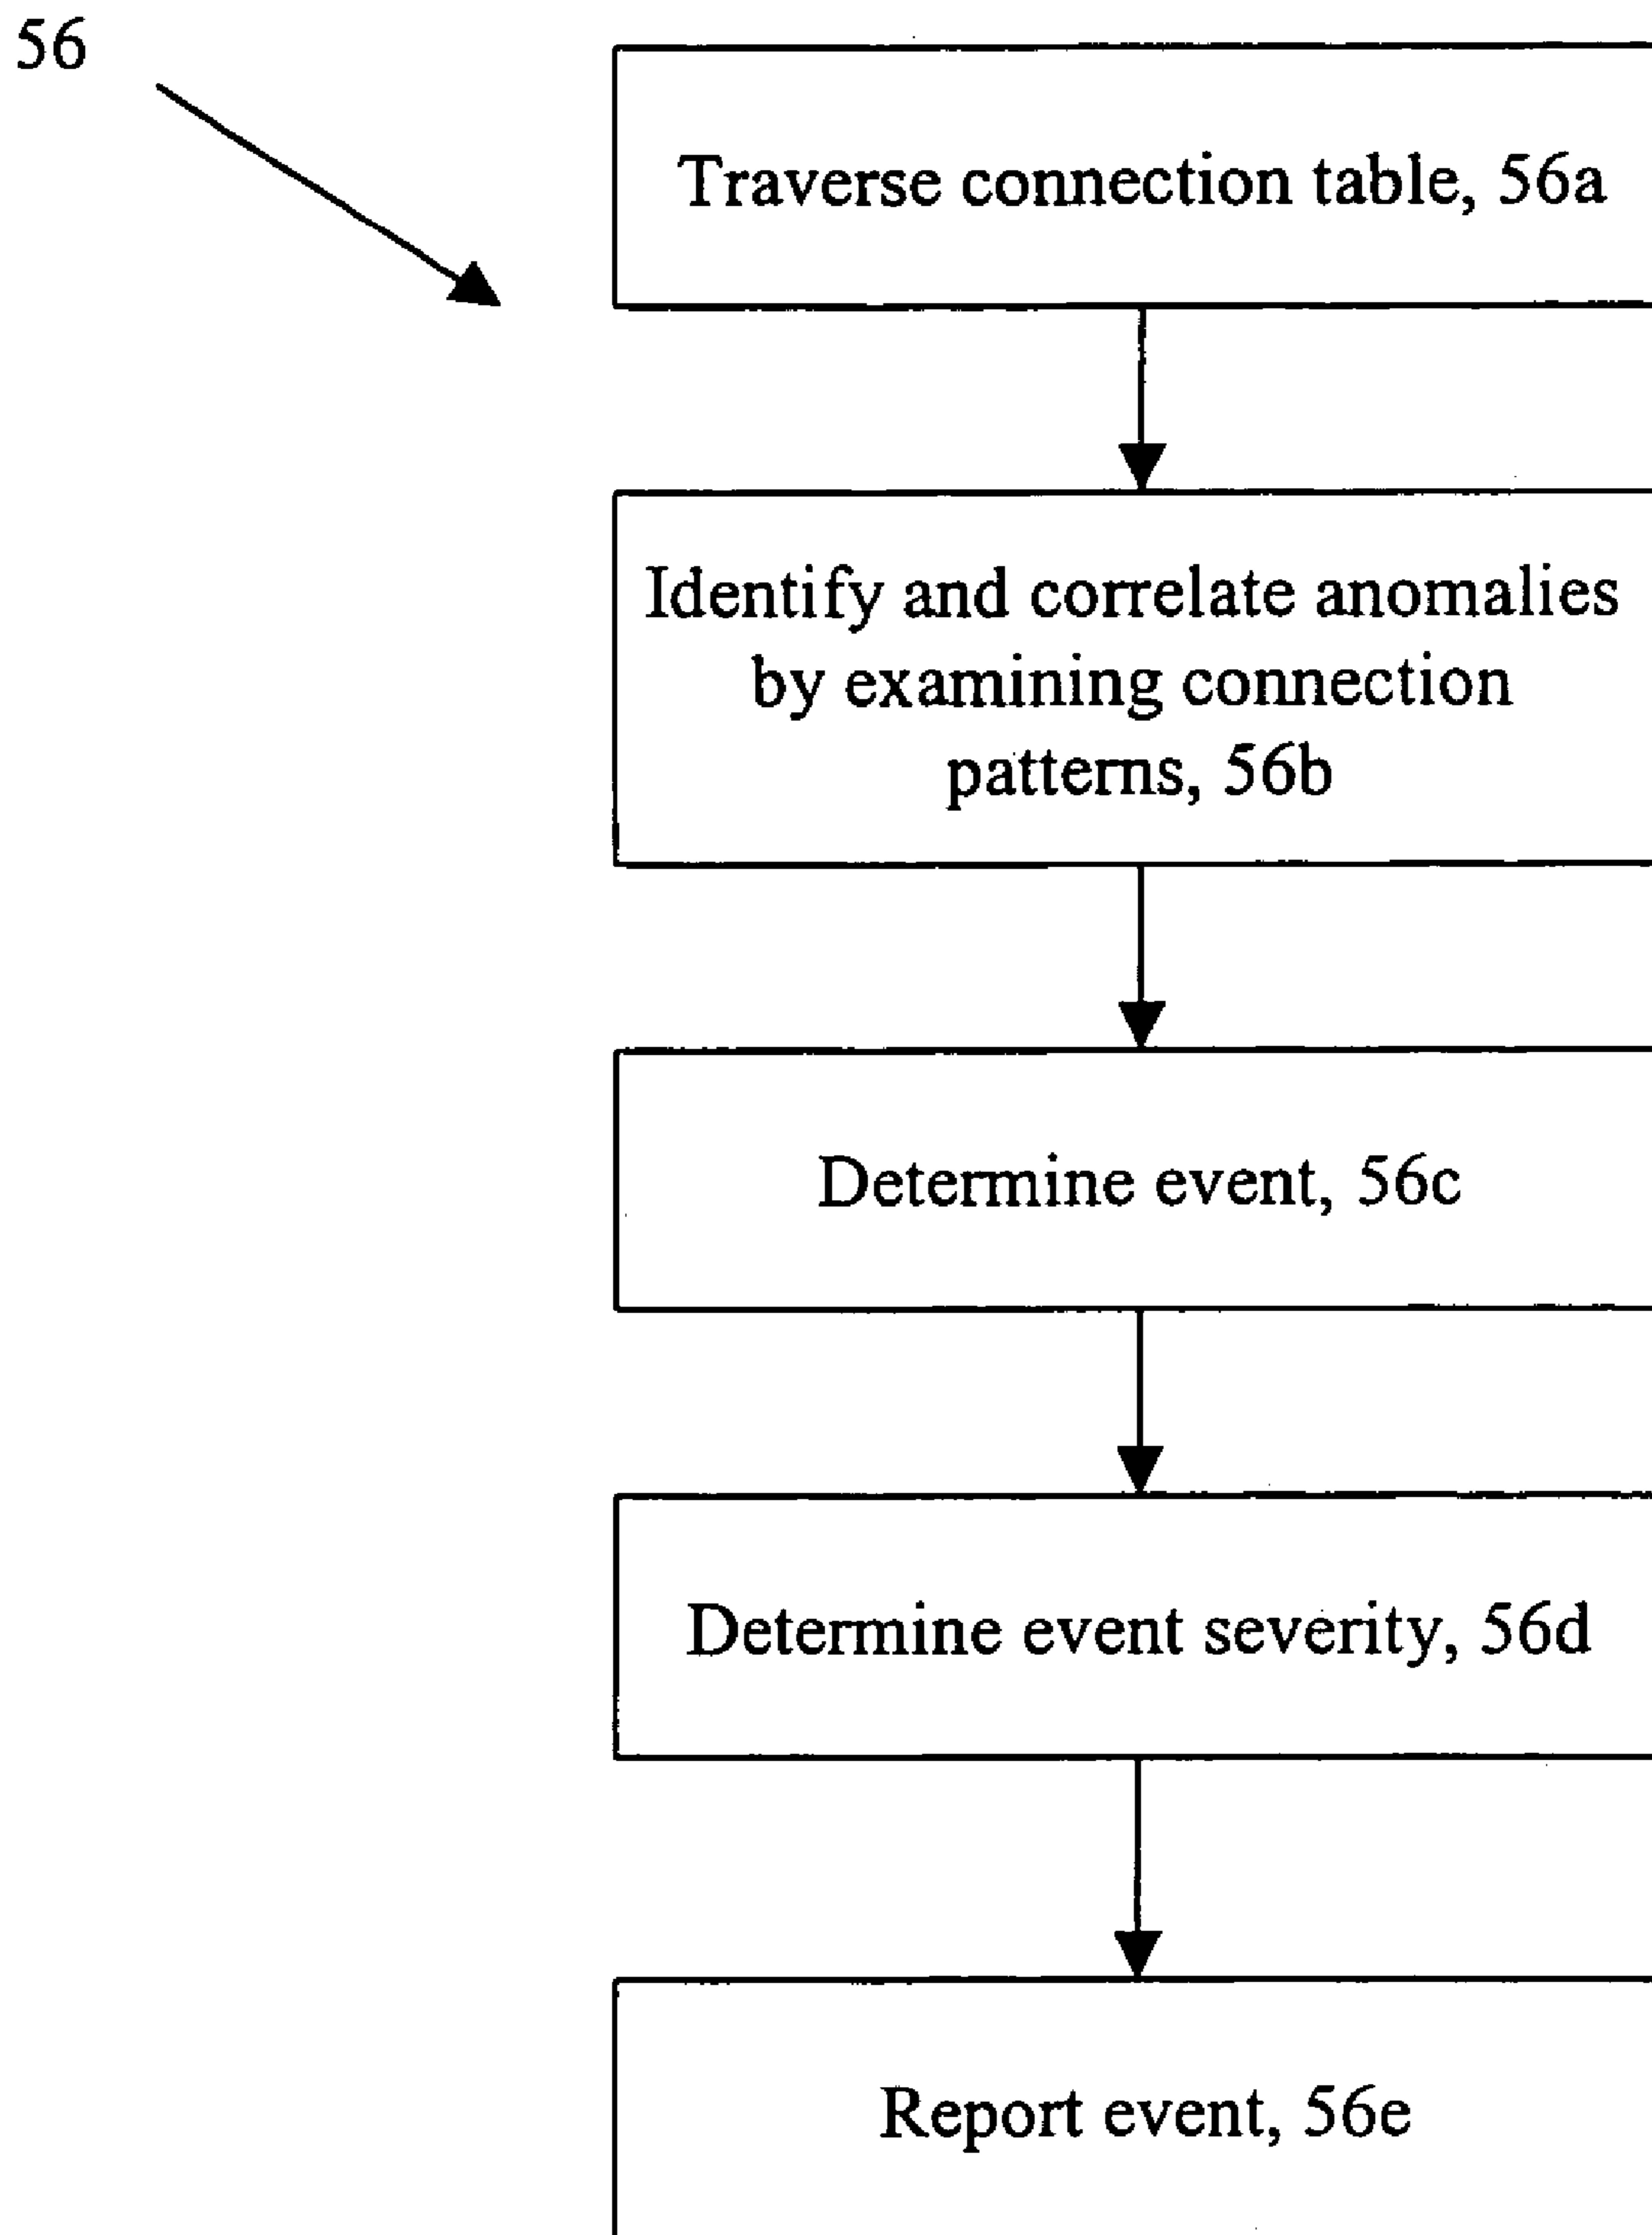 56
Traverse connection table, 56a
Identify and correlate anomalies
by examining connection
patterns, 56b
Determine event, 56c
Determine event severity, 56d
Report event, 56e